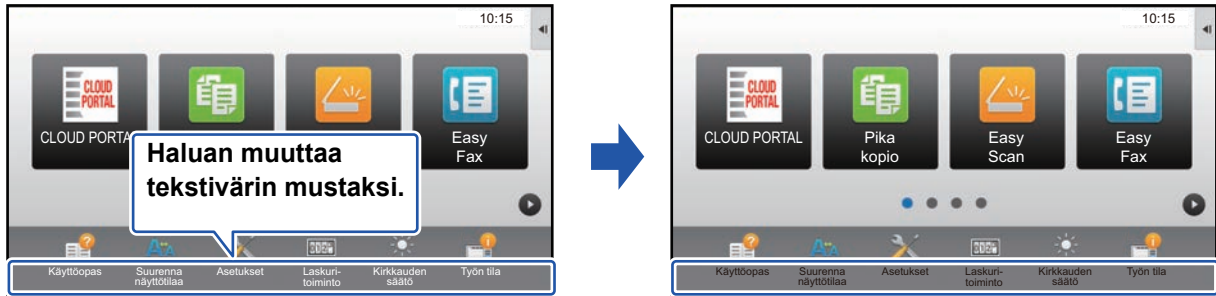 10:15
CLOUD
PORTAL
CLOUD PORTA
Easy
Fax
Haluan muuttaa
tekstivärin mustaksi.
Käyttöopas
Suurenna
näyttötilaa
Asetukset
Laskuri-
toiminto
Kirkkauden
säätö
Työn tila
10:15
CLOUD
PORTAL
CLOUD PORTAL
Pika
kopio
Easy
Scan
Easy
Fax
Käyttöopas
Suurenna
näyttötilaa
Asetukset
Laskuri-
toiminto
Kirkkauden
säätö
Työn tila